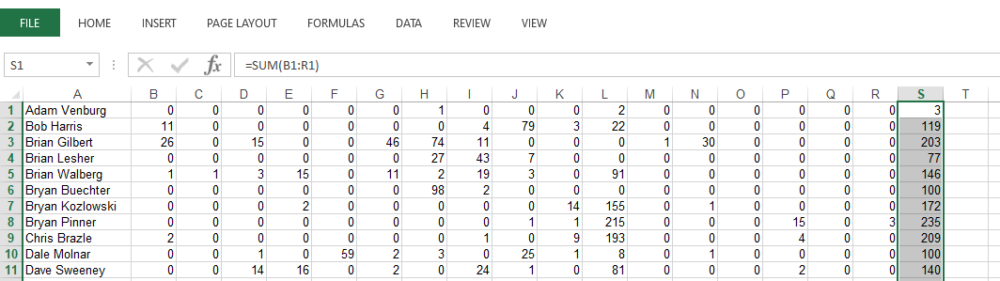 FILE HOME INSERT PAGE LAYOUT FORMULAS DATA REVIEW VIEW
S1 fx =SUM(B1:R1)
A B C D E F G H I J K L M N O P Q R S T
1 Adam Venburg 0 0 0 0 0 0 1 0 0 0 2 0 0 0 0 0 0 3
2 Bob Harris 11 0 0 0 0 0 0 4 79 3 22 0 0 0 0 0 0 119
3 Brian Gilbert 26 0 15 0 0 46 74 11 0 0 0 1 30 0 0 0 0 203
4 Brian Lesher 0 0 0 0 0 0 27 43 7 0 0 0 0 0 0 0 0 77
5 Brian Walberg 1 1 3 15 0 11 2 19 3 0 91 0 0 0 0 0 0 146
6 Bryan Buechter 0 0 0 0 0 0 98 2 0 0 0 0 0 0 0 0 0 100
7 Bryan Kozlowski 0 0 0 2 0 0 0 0 0 14 155 0 1 0 0 0 0 172
8 Bryan Pinner 0 0 0 0 0 0 0 0 1 1 215 0 0 0 15 0 3 235
9 Chris Brazle 2 0 0 0 0 0 0 1 0 9 193 0 0 0 4 0 0 209
10 Dale Molnar 0 0 1 0 59 2 3 0 25 1 8 0 1 0 0 0 0 100
11 Dave Sweeney 0 0 14 16 0 2 0 24 1 0 81 0 0 0 2 0 0 140